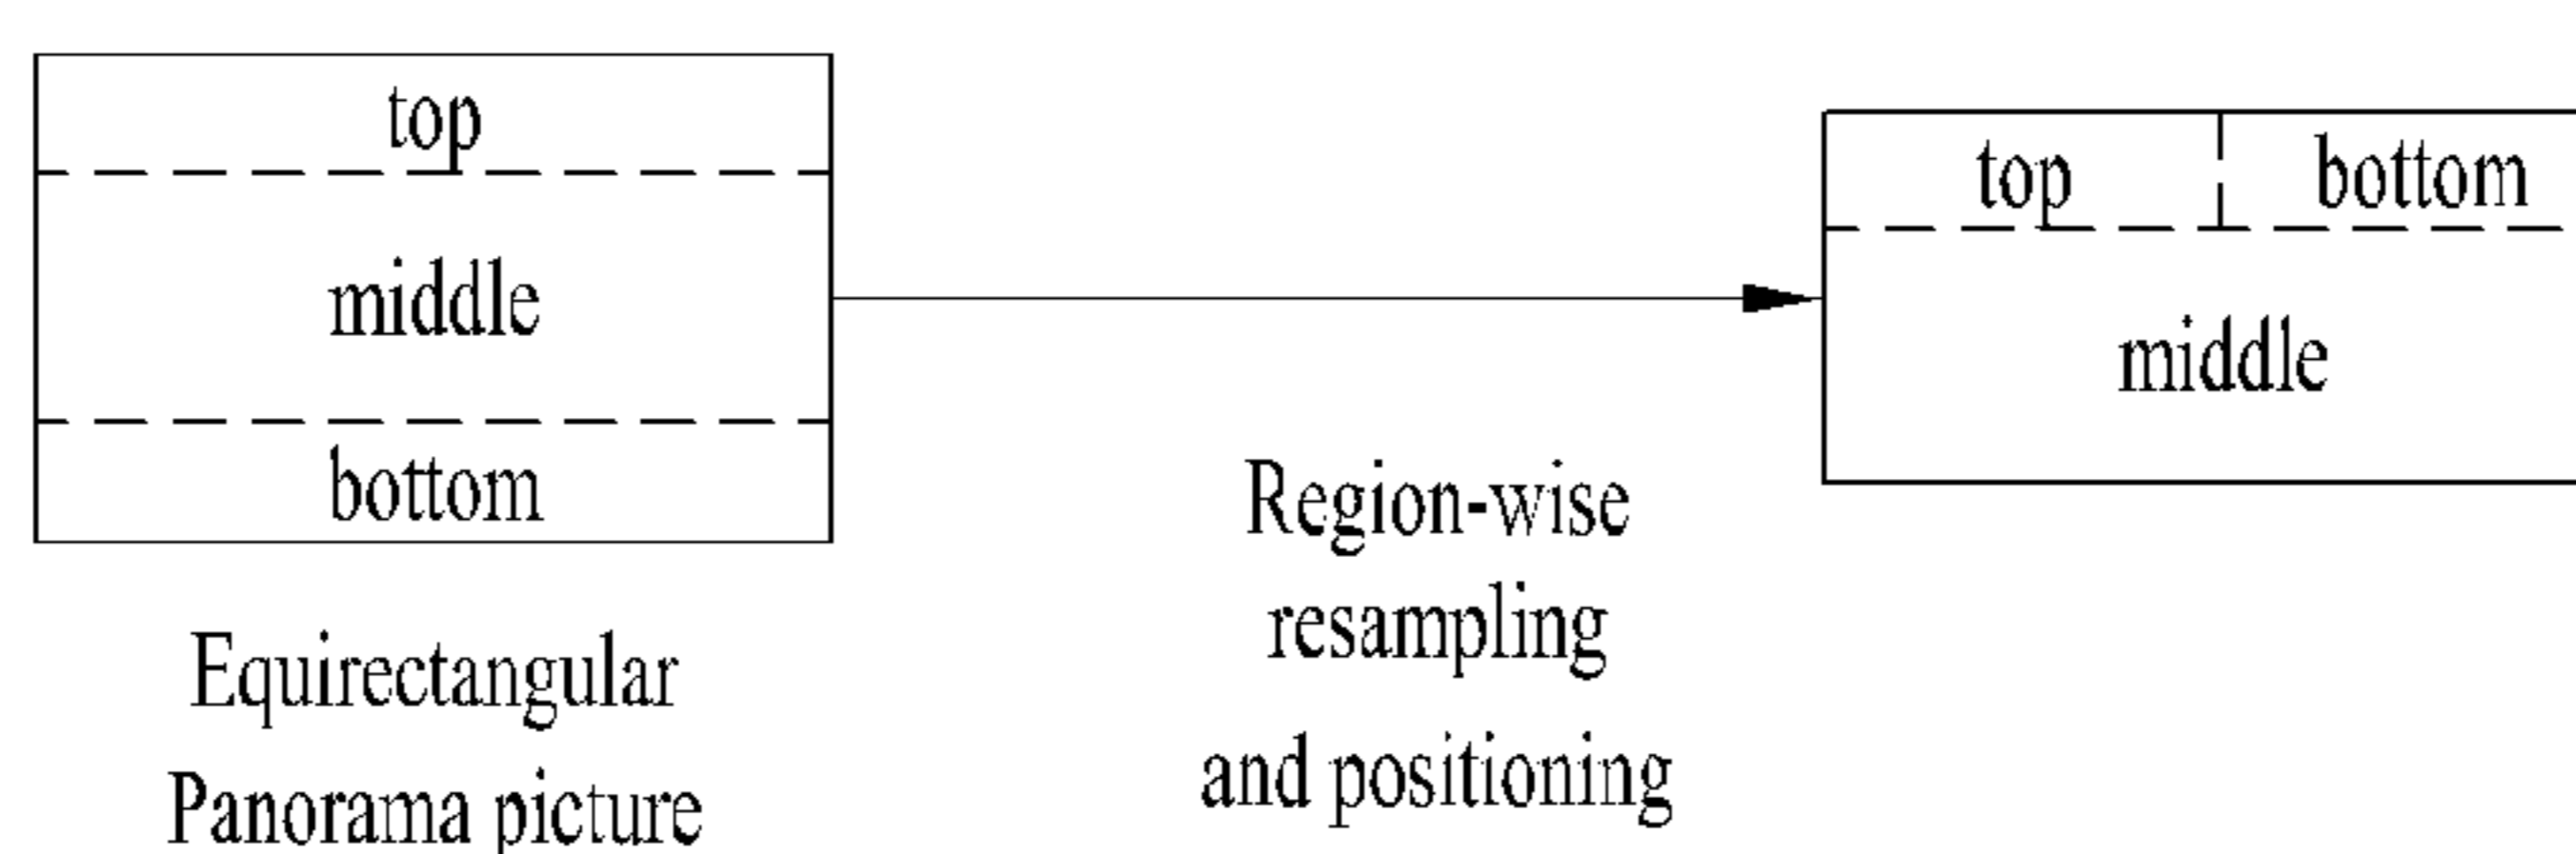 top
middle
bottom
Equirectangular
Panorama picture
Region-wise
resampling
and positioning
top bottom
middle